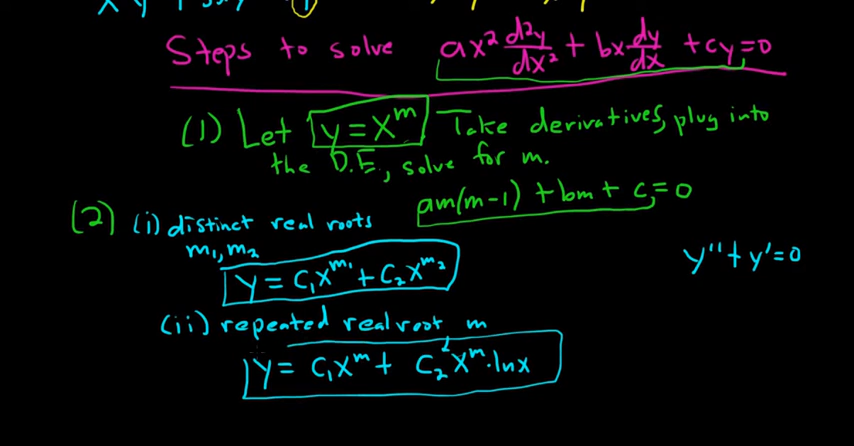 Steps to solve ax² d²y/dx² + bx dy/dx + cy = 0
(1) Let y = x^m Take derivatives, plug into
the D.E., solve for m.
am(m-1) + bm + c = 0
(2) (i) distinct real roots
m₁, m₂
y'' + y' = 0
y = c₁x^m₁ + c₂x^m₂
(ii) repeated real root, m
y = c₁x^m + c₂x^m · lnx